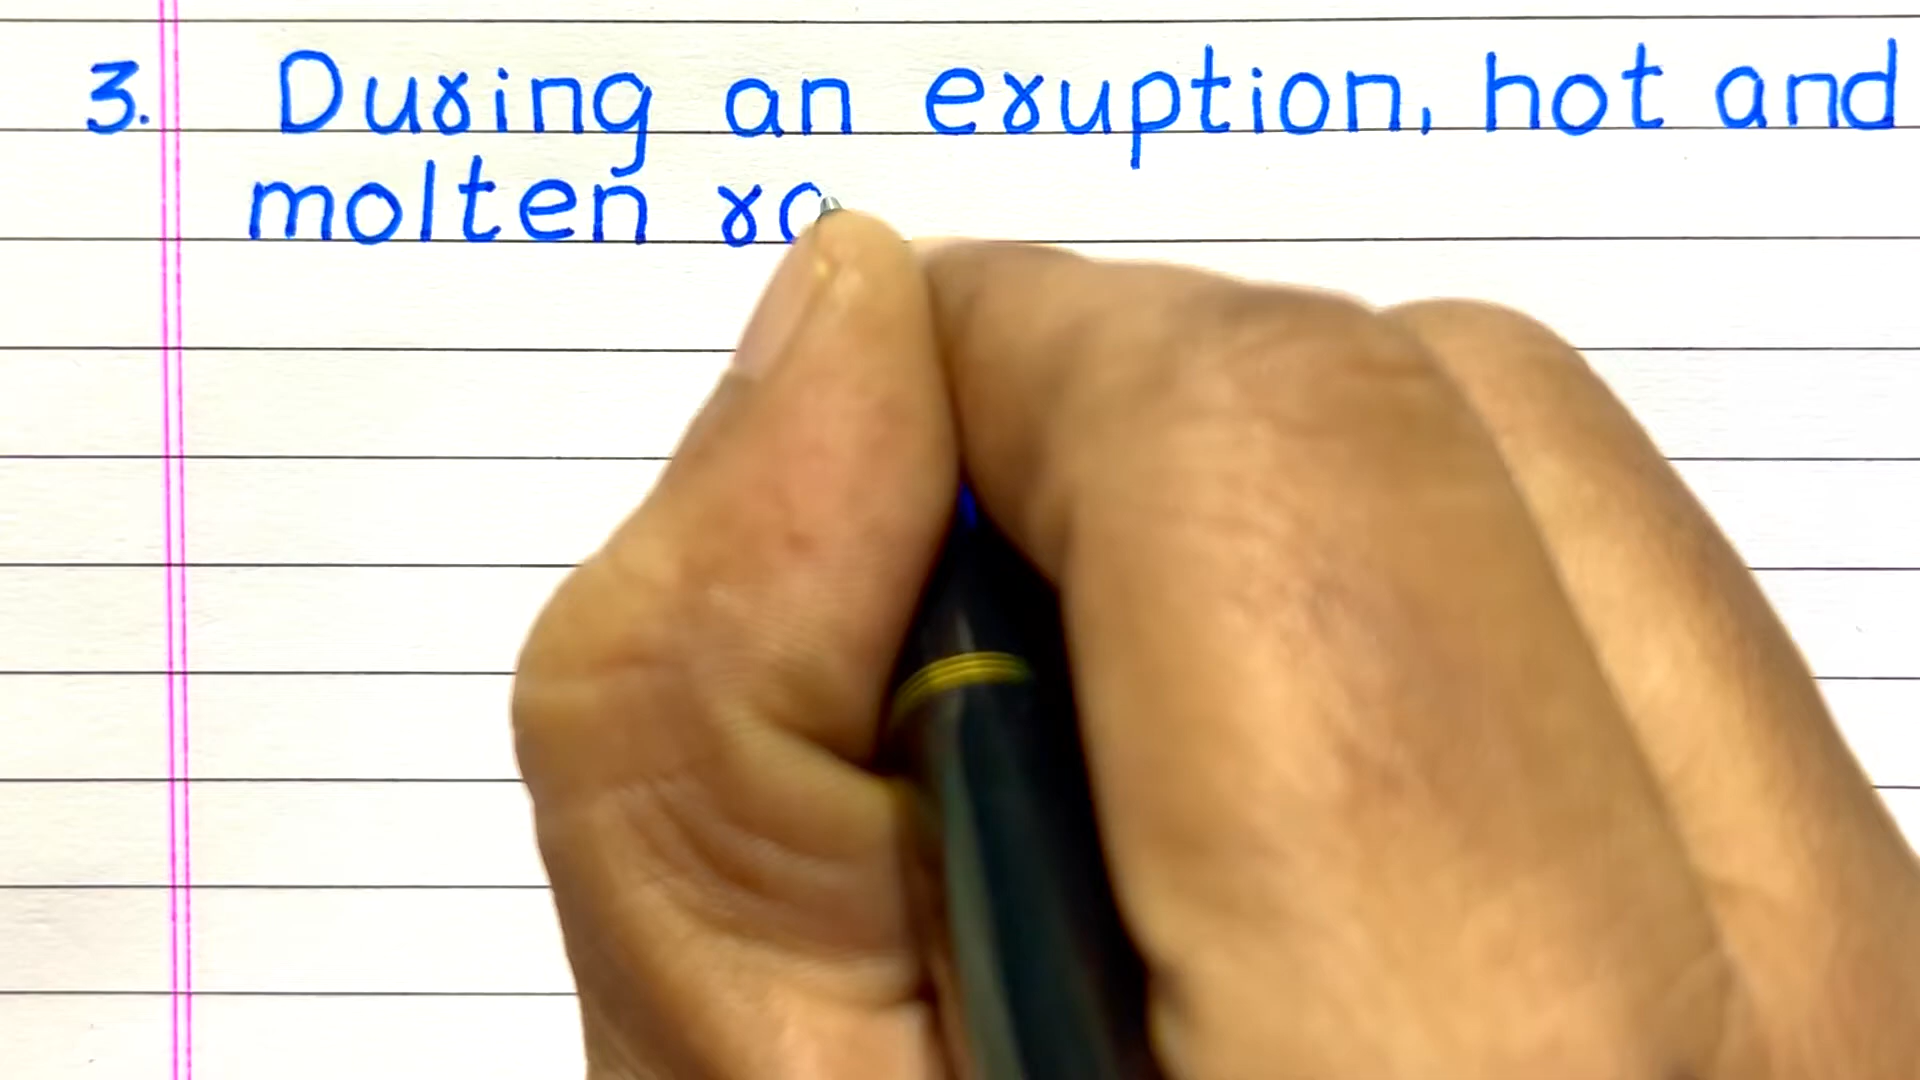 3. During an eruption, hot and
molten